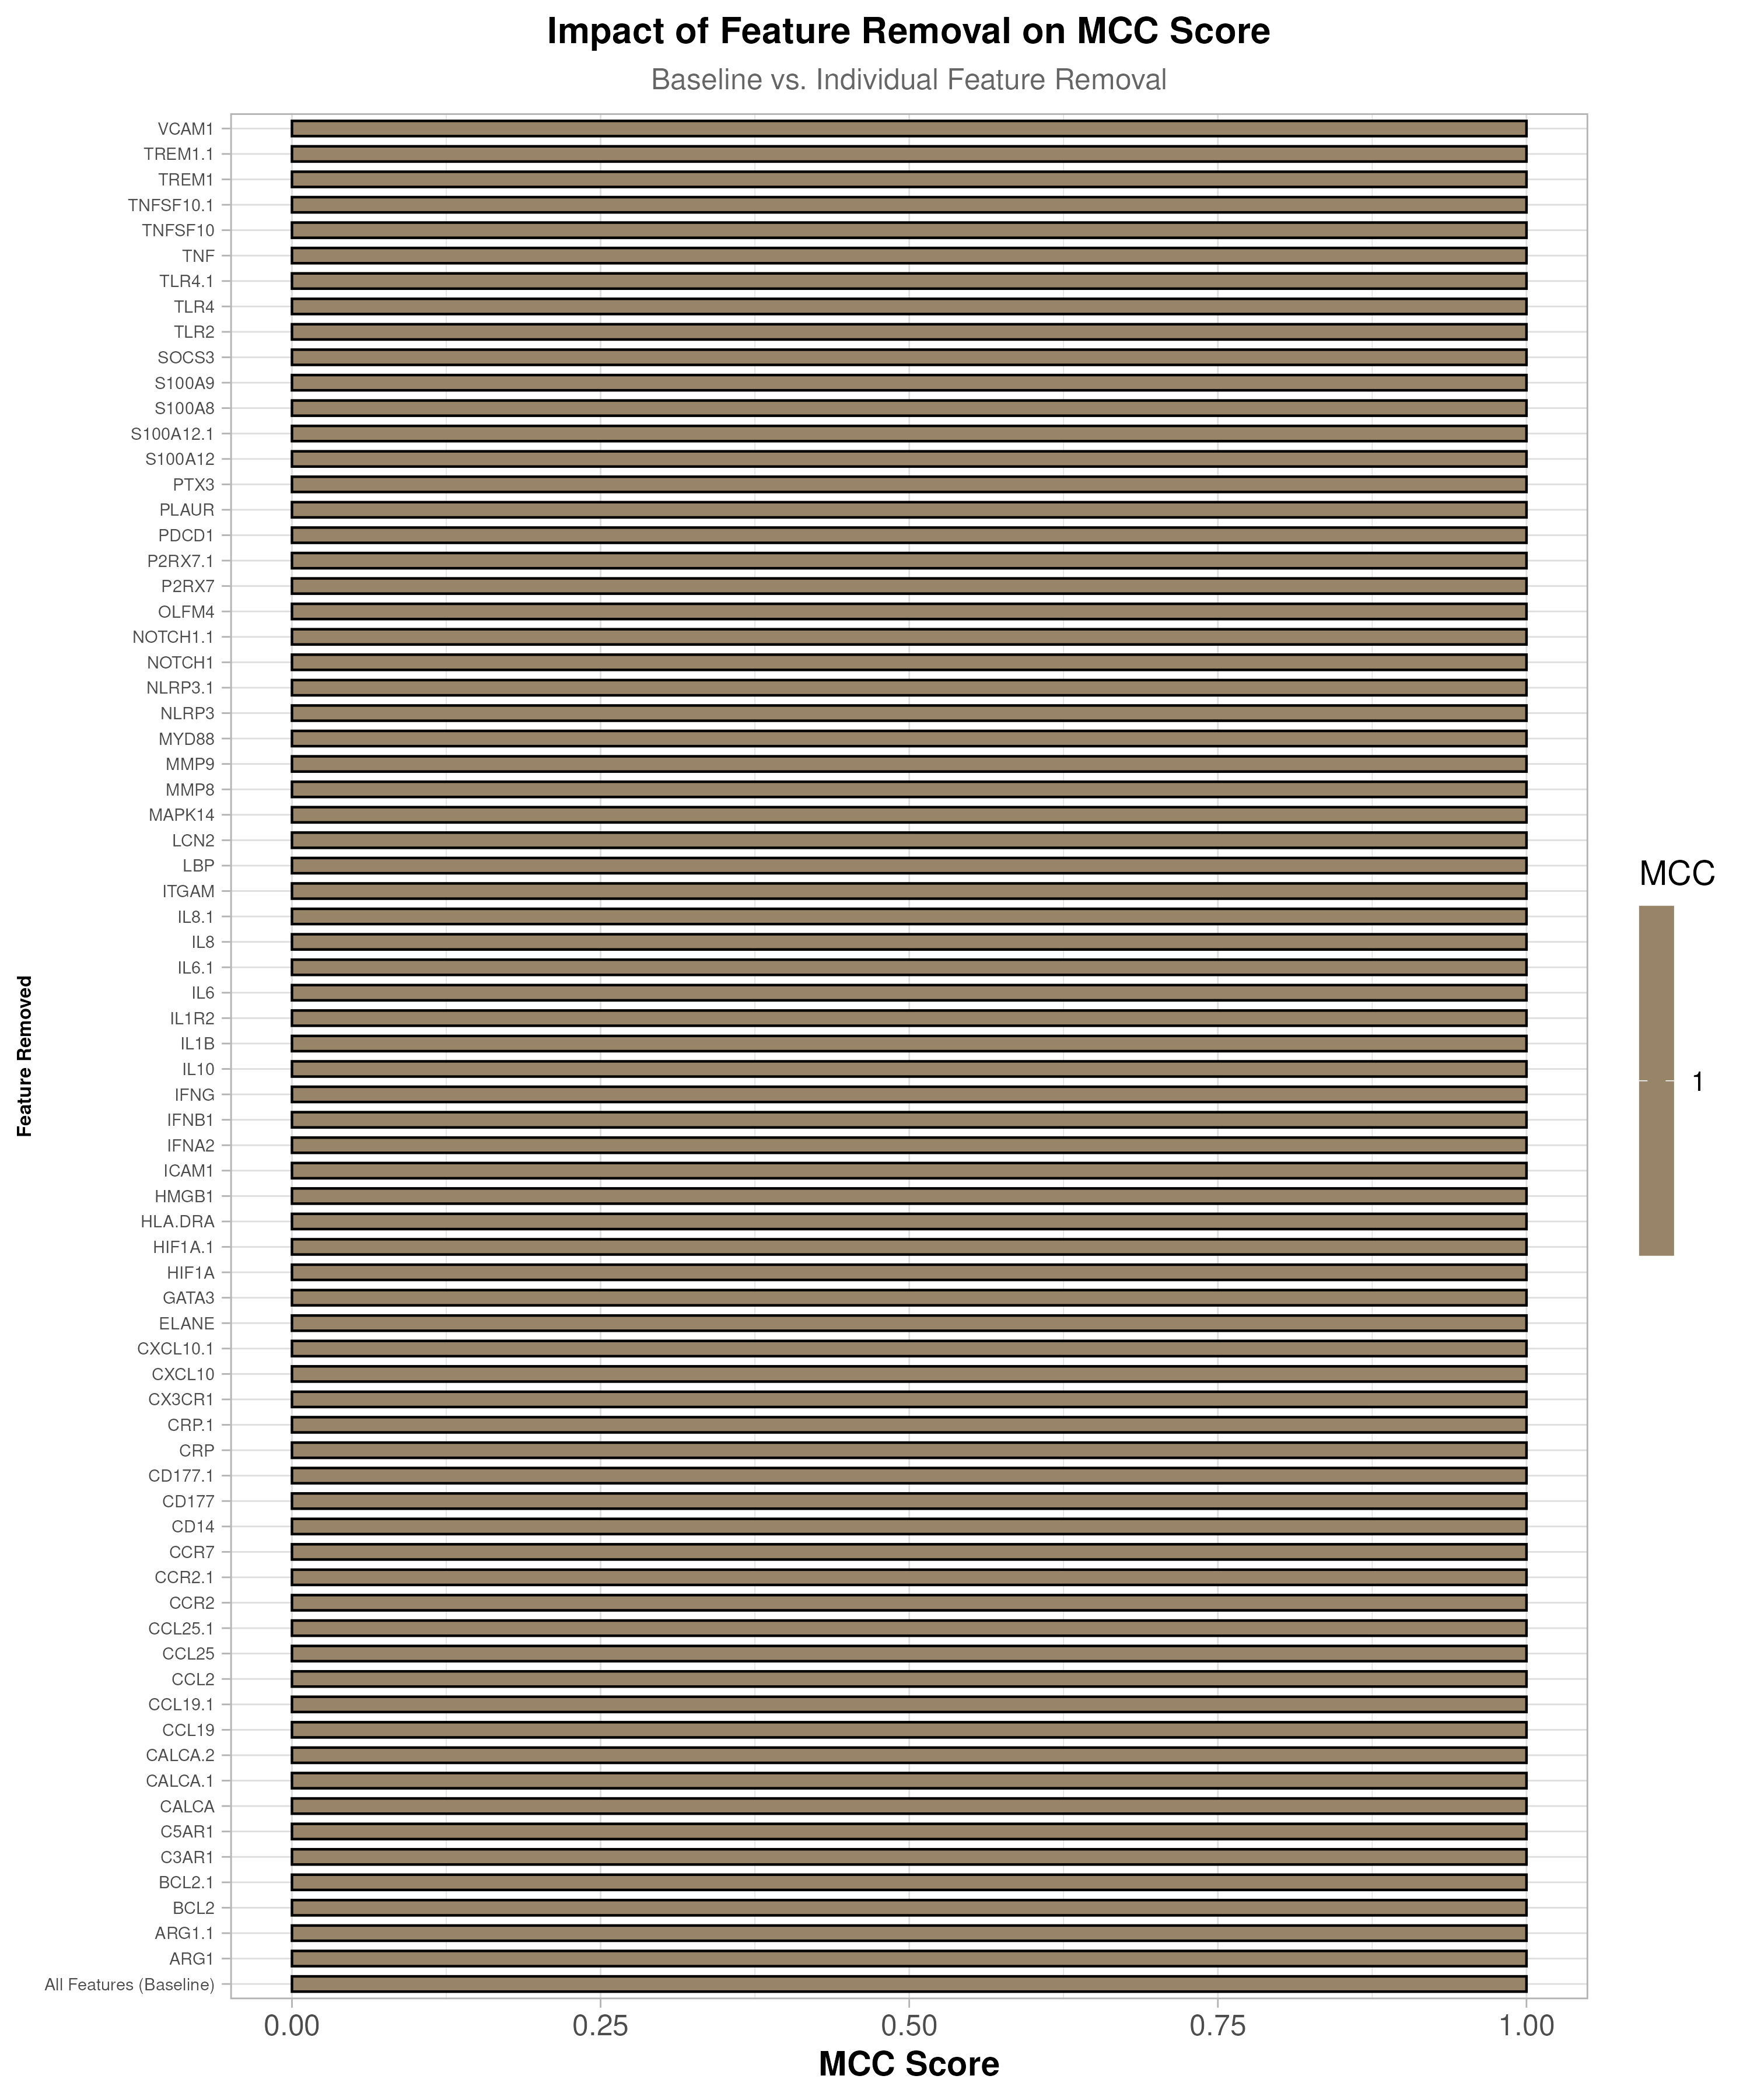 Impact of Feature Removal on MCC Score
Baseline vs. Individual Feature Removal
VCAM1
TREM1.1
TREM1
TNFSF10.1
TNFSF10
TNF
TLR4.1
TLR4
TLR2
SOCS3
S100A9
S100A8
S100A12.1
S100A12
PTX3
PLAUR
PDCD1
P2RX7.1
P2RX7
OLFM4
NOTCH1.1
NOTCH1
NLRP3.1
NLRP3
MYD88
MMP9
MMP8
MAPK14
LCN2
LBP
ITGAM
IL8.1
IL8
IL6.1
IL6
IL1R2
IL1B
IL10
IFNG
IFNB1
IFNA2
ICAM1
HMGB1
HLA.DRA
HIF1A.1
HIF1A
GATA3
ELANE
CXCL10.1
CXCL10
CX3CR1
CRP.1
CRP
CD177.1
CD177
CD14
CCR7
CCR2.1
CCR2
CCL25.1
CCL25
CCL2
CCL19.1
CCL19
CALCA.2
CALCA.1
CALCA
C5AR1
C3AR1
BCL2.1
BCL2
ARG1.1
ARG1
All Features (Baseline)
Feature Removed
0.00 0.25 0.50 0.75 1.00
MCC Score
MCC
1